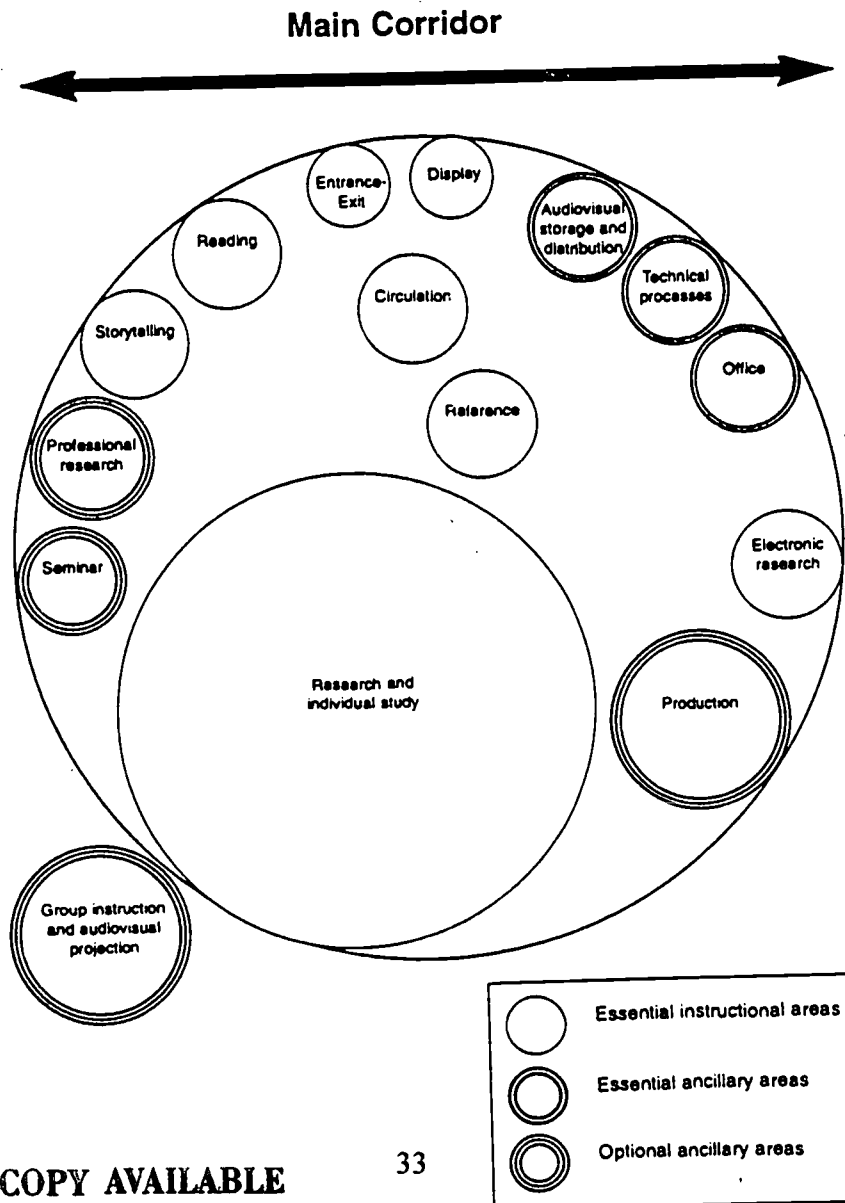 Main Corridor
Entrance-
Exit
Display
Audiovisual
storage and
distribution
Reading
Technical
processes
Circulation
Storytelling
Office
Reference
Professional
research
Electronic
research
Seminar
Research and
individual study
Production
Group instruction
and audiovisual
projection
Essential instructional areas
Essential ancillary areas
Optional ancillary areas
COPY AVAILABLE
33